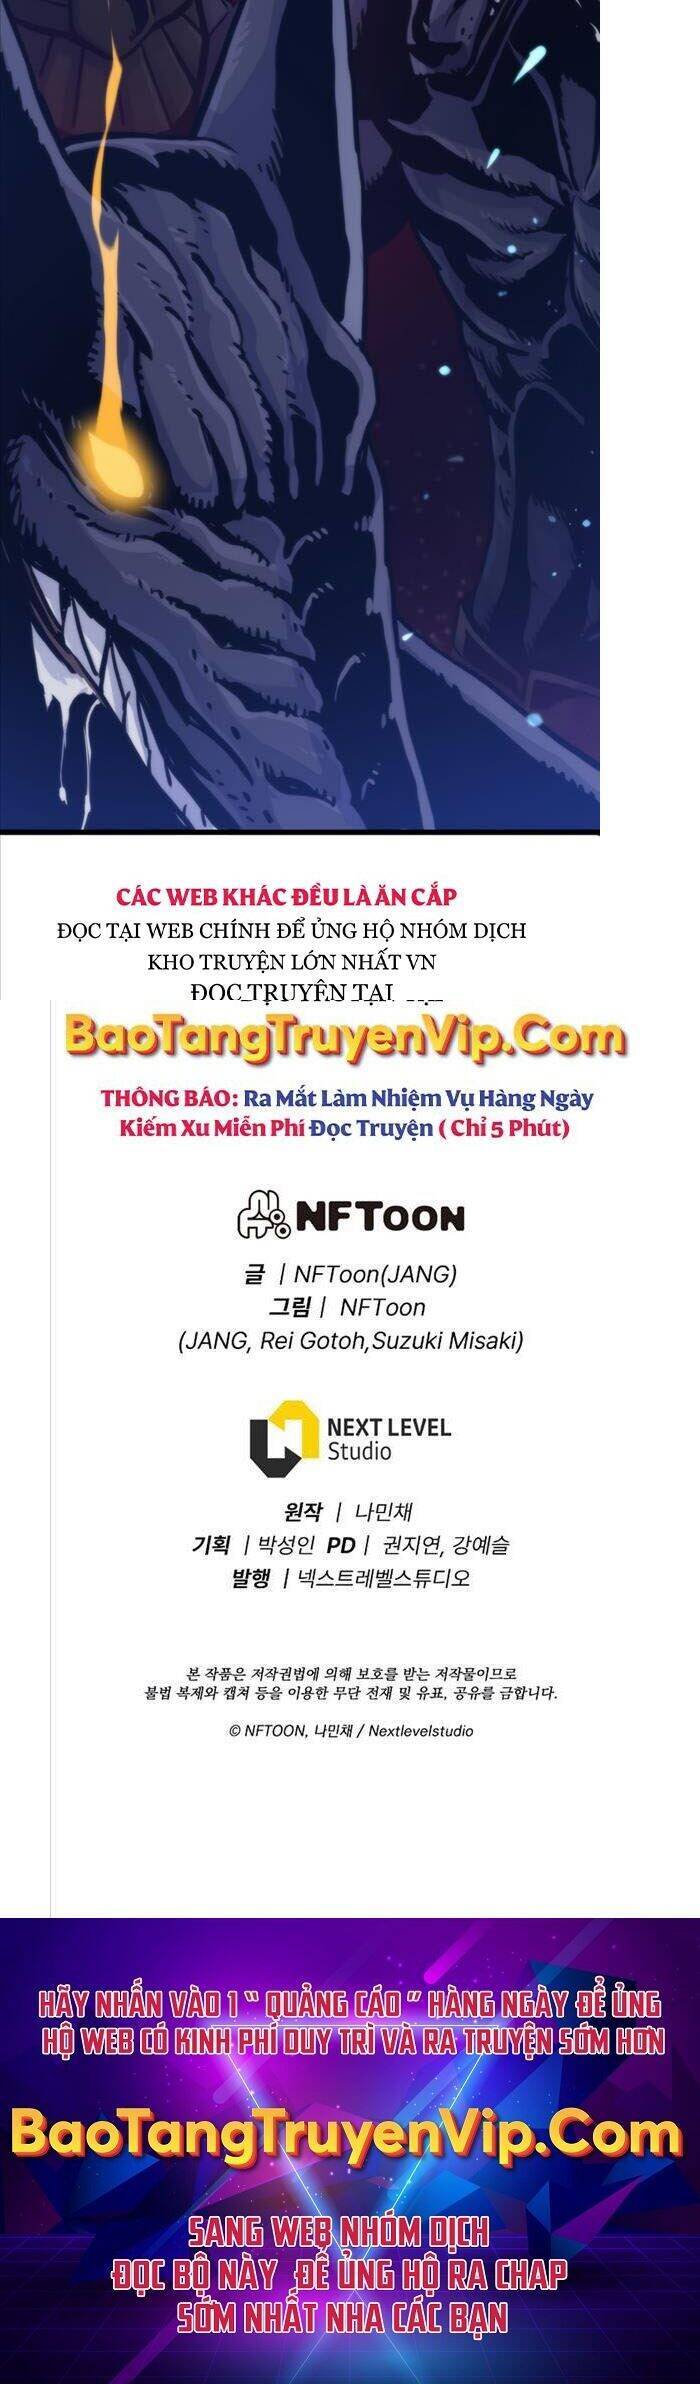 CÁC WEB KHÁC ĐỀU LÀ ĂN CẮP
ĐỌC TẠI WEB CHÍNH ĐỂ ỦNG HỘ NHÓM DỊCH
KHO TRUYỆN LỚN NHẤT VN
ĐỌC TRUYỆN TẠI
BaoTangTruyenVip.Com
THÔNG BÁO: Ra Mắt Làm Nhiệm Vụ Hàng Ngày
Kiếm Xu Miễn Phí Đọc Truyện ( Chỉ 5 Phút)
NFTOON
글 | NFToon(JANG)
그림 | NFToon
(JANG, Rei Gotoh,Suzuki Misaki)
NEXT LEVEL
Studio
원작 | 나민채
기획 | 박성인 PD | 권지연, 강예슬
발행 | 넥스트레벨스튜디오
본 작품은 저작권법에 의해 보호를 받는 저작물이므로
불법 복제와 캡쳐 등을 이용한 무단 전재 및 유포, 공유를 금합니다.
© NFTOON, 나민채 / Nextlevelstudio
HÃY NHẤN VÀO 1 “ QUẢNG CÁO ” HÀNG NGÀY ĐỂ ỦNG
HỘ WEB CÓ KINH PHÍ DUY TRÌ VÀ RA TRUYỆN SỚM HƠN
BaoTangTruyenVip.Com
SANG WEB NHÓM DỊCH
ĐỌC BỘ NÀY ĐỂ ỦNG HỘ RA CHAP
SỚM NHẤT NHA CÁC BẠN